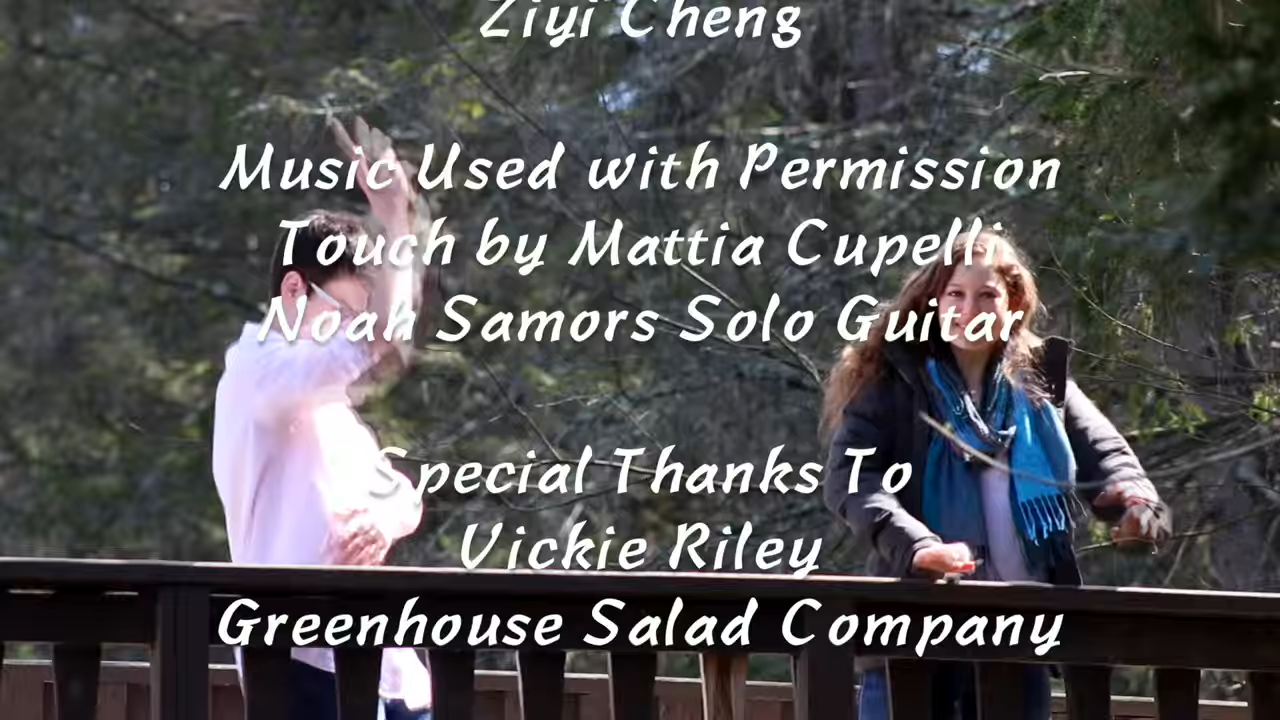 Ziyi Cheng
Music Used with Permission
Touch by Mattia Cupelli
Noah Samors Solo Guitar
Special Thanks To
Vickie Riley
Greenhouse Salad Company